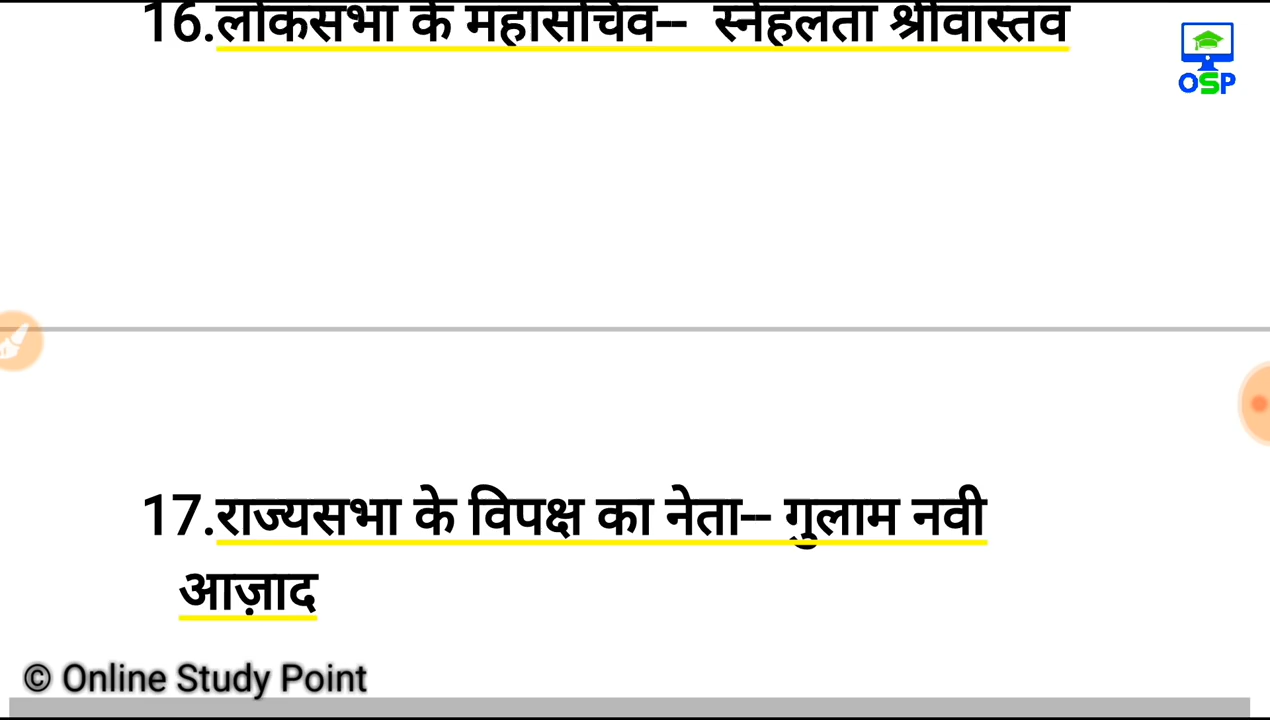 16.लोकसभा के महासचिव-- स्नेहलता श्रीवास्तव
OSP
17.राज्यसभा के विपक्ष का नेता-- गुलाम नवी
आज़ाद
© Online Study Point